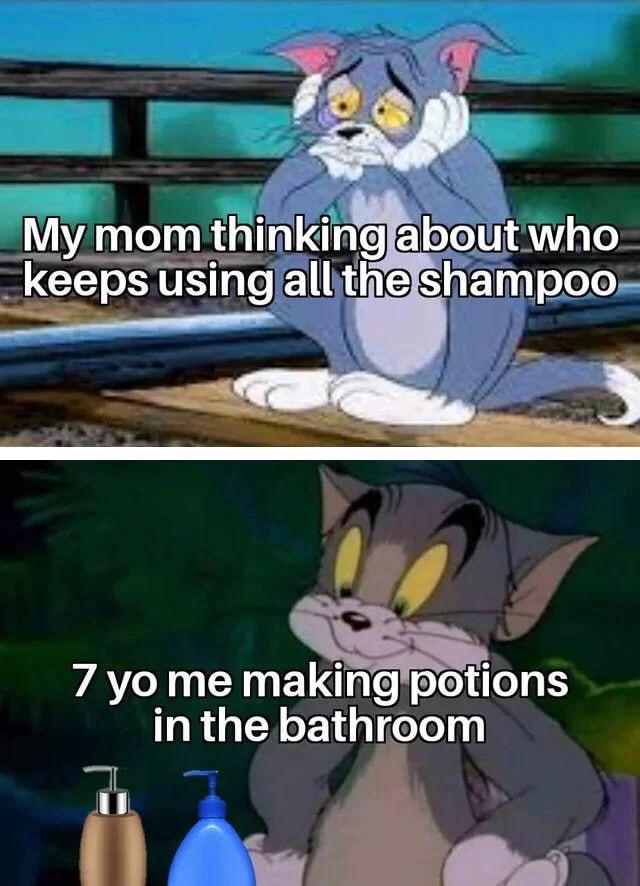 My mom thinking about who
keeps using all the shampoo
7 yo me making potions
in the bathroom